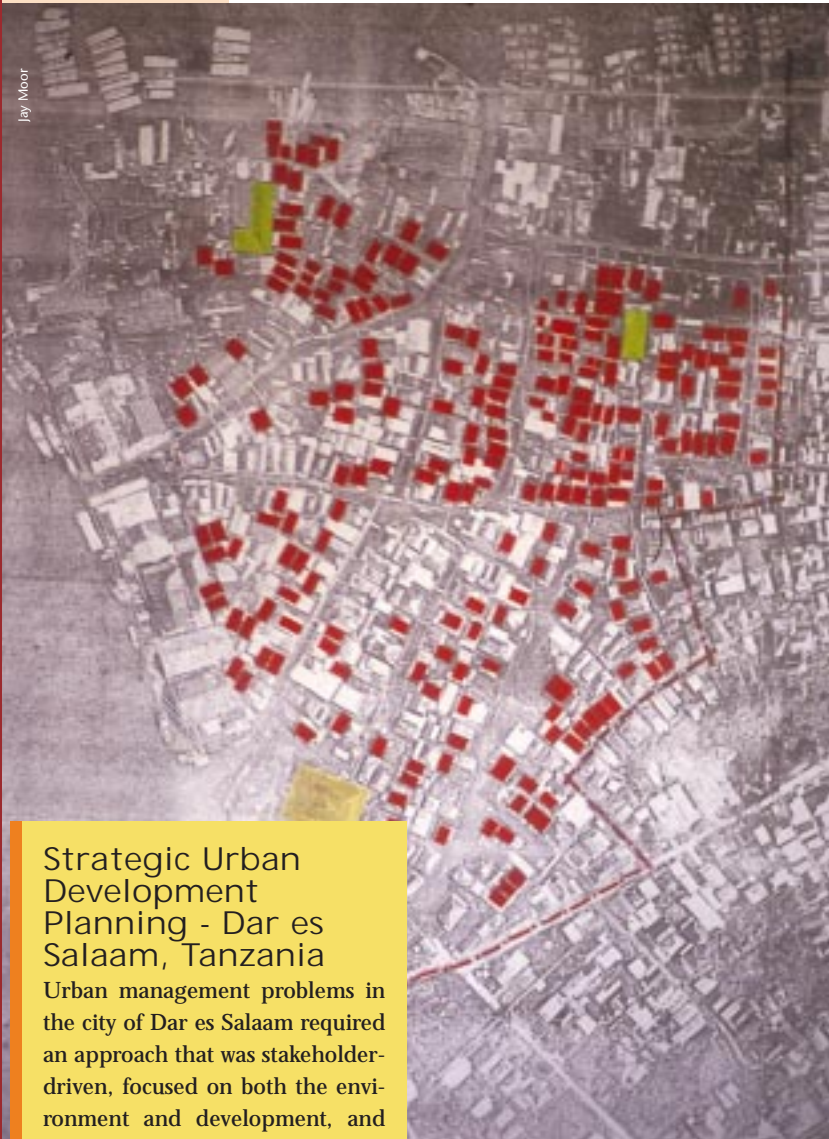 Jay Moor
Strategic Urban
Development
Planning - Dar es
Salaam, Tanzania
Urban management problems in
the city of Dar es Salaam required
an approach that was stakeholder-
driven, focused on both the envi-
ronment and development, and